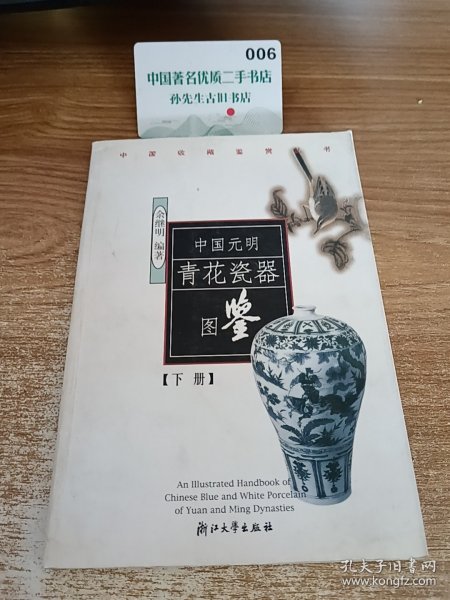 006
中国著名优质二手书店
孙先生古旧书店
中国收藏鉴赏丛书
余继明 编著
中国元明
青花瓷器
图鉴
【下册】
An Illustrated Handbook of
Chinese Blue and White Porcelain
of Yuan and Ming Dynasties
浙江大学出版社
孔夫子旧书网
www.kongfz.com